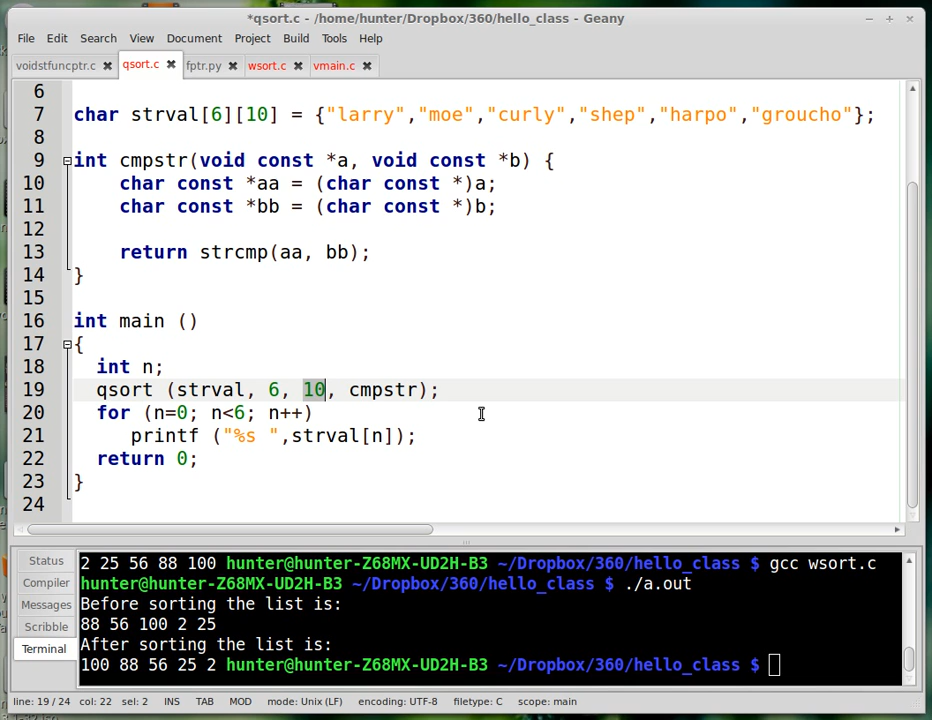 *qsort.c - /home/hunter/Dropbox/360/hello_class - Geany
File Edit Search View Document Project Build Tools Help
voidstfuncptr.c qsort.c fptr.py wsort.c vmain.c
6
7 char strval[6][10] = {"larry","moe","curly","shep","harpo","groucho"};
8
9 int cmpstr(void const *a, void const *b) {
10 char const *aa = (char const *)a;
11 char const *bb = (char const *)b;
12
13 return strcmp(aa, bb);
14 }
15
16 int main ()
17 {
18 int n;
19 qsort (strval, 6, 10, cmpstr);
20 for (n=0; n<6; n++)
21 printf ("%s ",strval[n]);
22 return 0;
23 }
24
Status
Compiler
Messages
Scribble
Terminal
2 25 56 88 100 hunter@hunter-Z68MX-UD2H-B3 ~/Dropbox/360/hello_class $ gcc wsort.c
hunter@hunter-Z68MX-UD2H-B3 ~/Dropbox/360/hello_class $ ./a.out
Before sorting the list is:
88 56 100 2 25
After sorting the list is:
100 88 56 25 2 hunter@hunter-Z68MX-UD2H-B3 ~/Dropbox/360/hello_class $
line: 19 / 24 col: 22 sel: 2 INS TAB MOD mode: Unix (LF) encoding: UTF-8 filetype: C scope: main